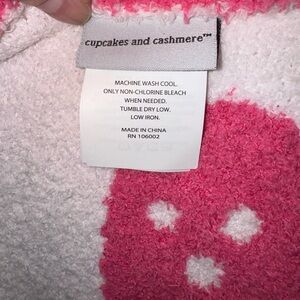 cupcakes and cashmere™
MACHINE WASH COOL.
ONLY NON-CHLORINE BLEACH
WHEN NEEDED.
TUMBLE DRY LOW.
LOW IRON.
MADE IN CHINA
RN 106002